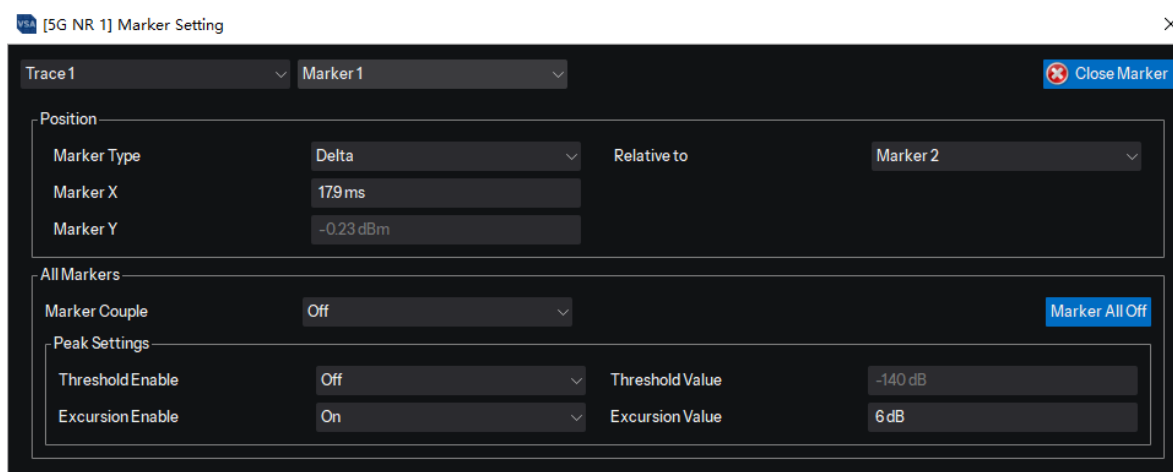 VSA [5G NR 1] Marker Setting
Trace 1 Marker 1 Close Marker
Position
Marker Type Delta Relative to Marker 2
Marker X 17.9 ms
Marker Y -0.23 dBm
All Markers
Marker Couple Off Marker All Off
Peak Settings
Threshold Enable Off Threshold Value -140 dB
Excursion Enable On Excursion Value 6 dB